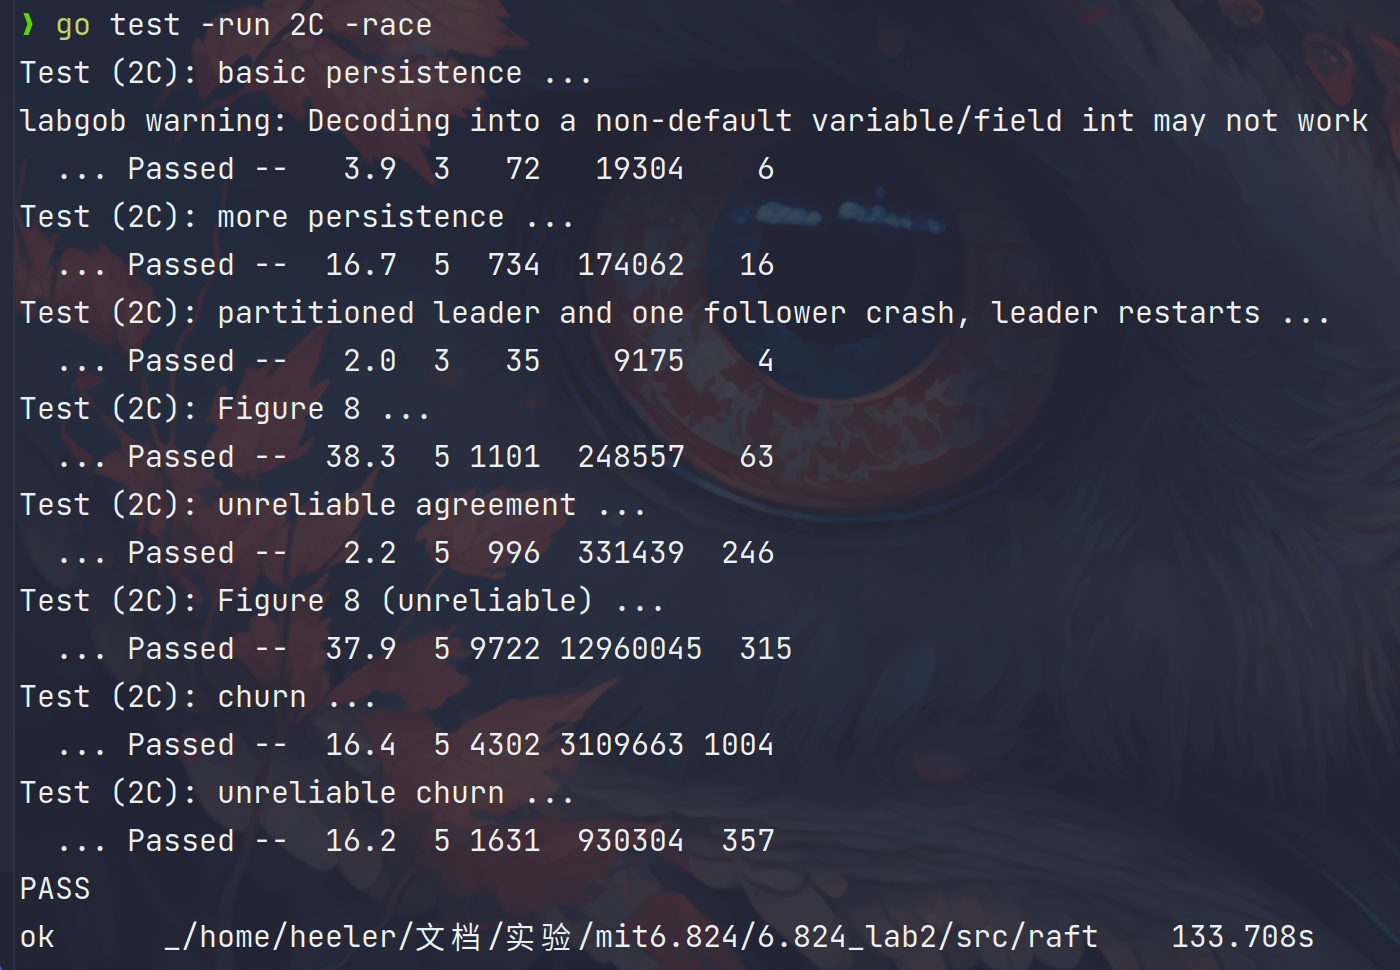 ❯ go test -run 2C -race
Test (2C): basic persistence ...
labgob warning: Decoding into a non-default variable/field int may not work
  ... Passed --   3.9  3   72   19304    6
Test (2C): more persistence ...
  ... Passed --  16.7  5  734  174062   16
Test (2C): partitioned leader and one follower crash, leader restarts ...
  ... Passed --   2.0  3   35    9175    4
Test (2C): Figure 8 ...
  ... Passed --  38.3  5 1101  248557   63
Test (2C): unreliable agreement ...
  ... Passed --   2.2  5  996  331439  246
Test (2C): Figure 8 (unreliable) ...
  ... Passed --  37.9  5 9722 12960045  315
Test (2C): churn ...
  ... Passed --  16.4  5 4302 3109663 1004
Test (2C): unreliable churn ...
  ... Passed --  16.2  5 1631  930304  357
PASS
ok      _/home/heeler/文档/实验/mit6.824/6.824_lab2/src/raft    133.708s